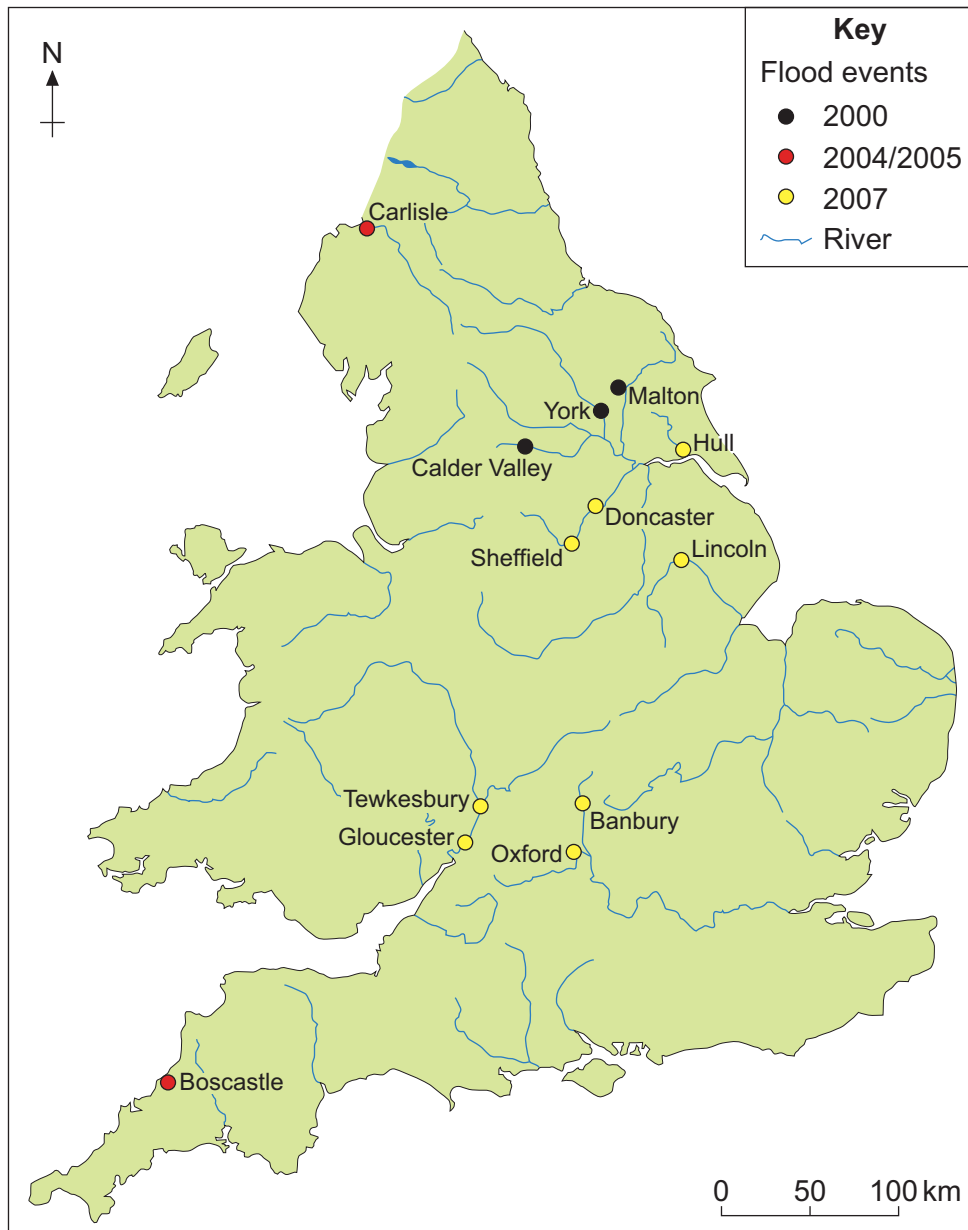 N
Key
Flood events
2000
2004/2005
2007
River
Carlisle
Malton
York
Hull
Calder Valley
Doncaster
Sheffield
Lincoln
Tewkesbury
Banbury
Gloucester
Oxford
Boscastle
0 50 100 km